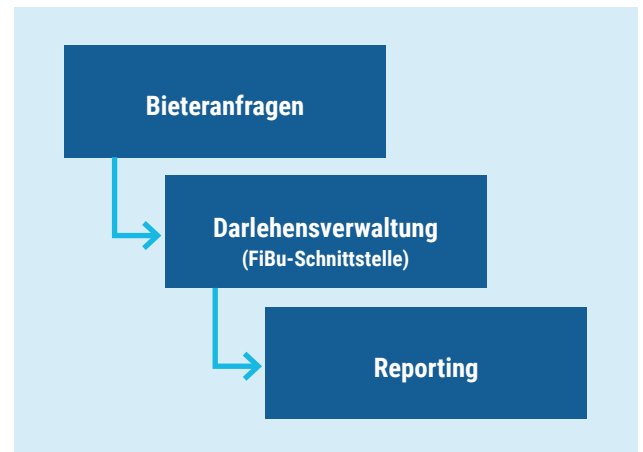 Bieteranfragen
Darlehensverwaltung
(FiBu-Schnittstelle)
Reporting